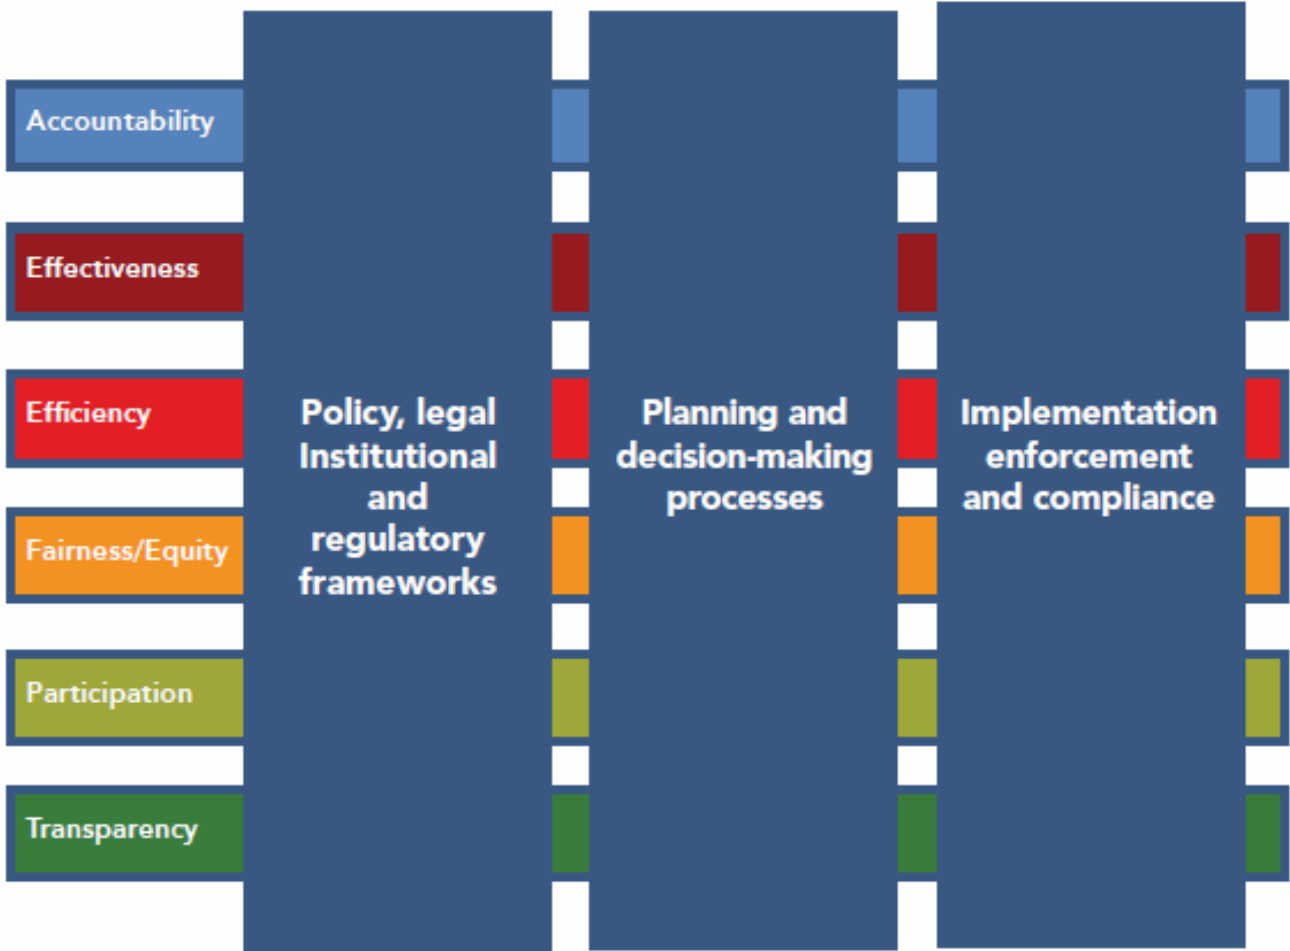 Accountability
Effectiveness
Efficiency
Fairness/Equity
Participation
Transparency
Policy, legal
Institutional
and
regulatory
frameworks
Planning and
decision-making
processes
Implementation
enforcement
and compliance